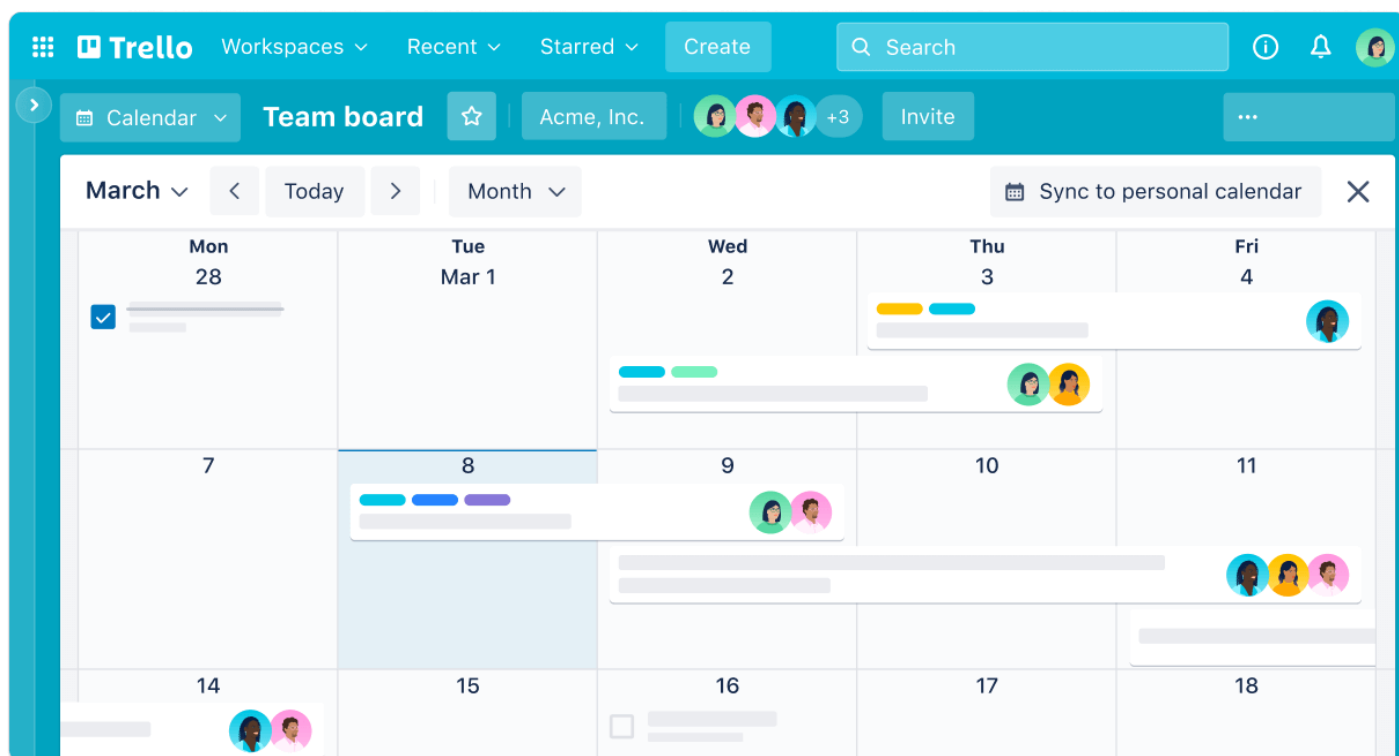 Trello Workspaces Recent Starred Create Search
Calendar Team board Acme, Inc. +3 Invite ...
March Today Month Sync to personal calendar
Mon Tue Wed Thu Fri
28 Mar 1 2 3 4
7 8 9 10 11
14 15 16 17 18